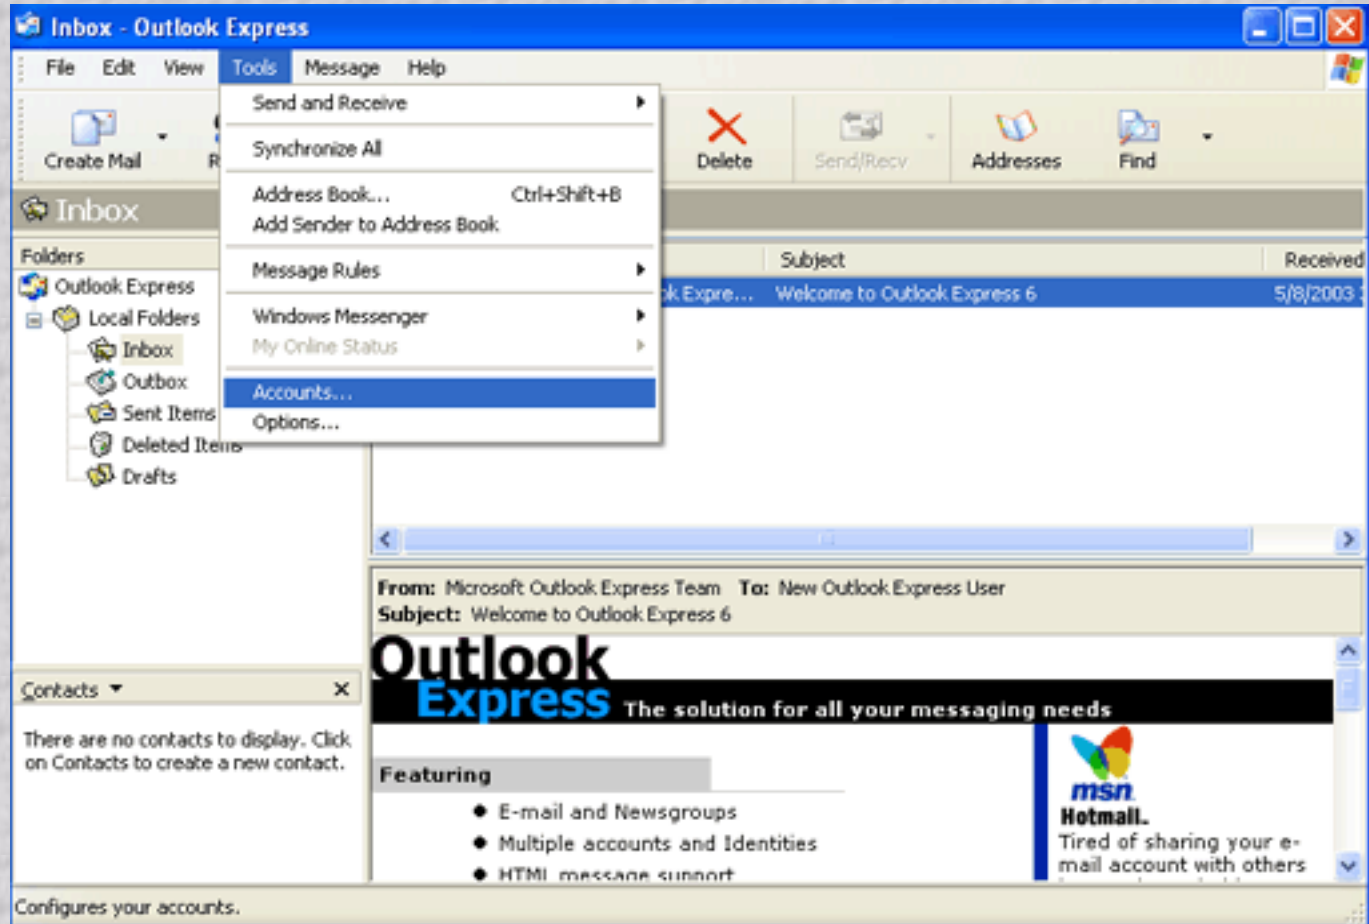 Inbox - Outlook Express
File Edit View Tools Message Help
Send and Receive
Synchronize All
Address Book... Ctrl+Shift+B
Add Sender to Address Book
Message Rules
Windows Messenger
My Online Status
Accounts...
Options...
Create Mail R Delete Send/Recv Addresses Find
Inbox
Folders
Outlook Express
Local Folders
Inbox
Outbox
Sent Items
Deleted Items
Drafts
Subject Received
ok Expre... Welcome to Outlook Express 6 5/8/2003
From: Microsoft Outlook Express Team To: New Outlook Express User
Subject: Welcome to Outlook Express 6
Outlook
Express The solution for all your messaging needs
Featuring
E-mail and Newsgroups
Multiple accounts and Identities
HTML message support
msn
Hotmail.
Tired of sharing your e-
mail account with others
Contacts
There are no contacts to display. Click
on Contacts to create a new contact.
Configures your accounts.